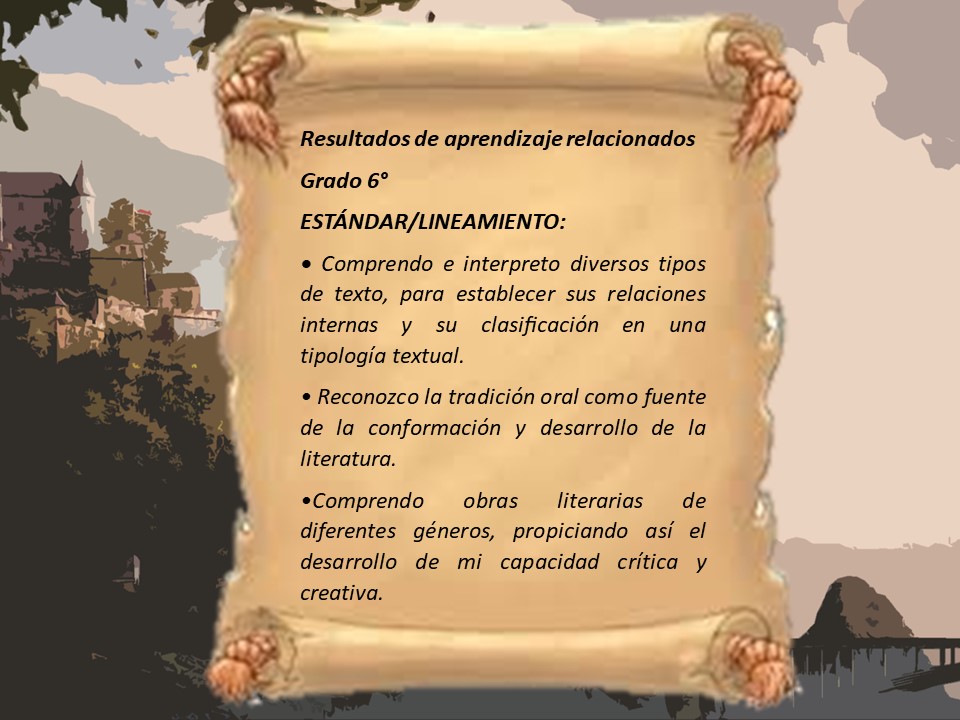 Resultados de aprendizaje relacionados
Grado 6°
ESTÁNDAR/LINEAMIENTO:
• Comprendo e interpreto diversos tipos
de texto, para establecer sus relaciones
internas y su clasificación en una
tipología textual.
• Reconozco la tradición oral como fuente
de la conformación y desarrollo de la
literatura.
•Comprendo obras literarias de
diferentes géneros, propiciando así el
desarrollo de mi capacidad crítica y
creativa.